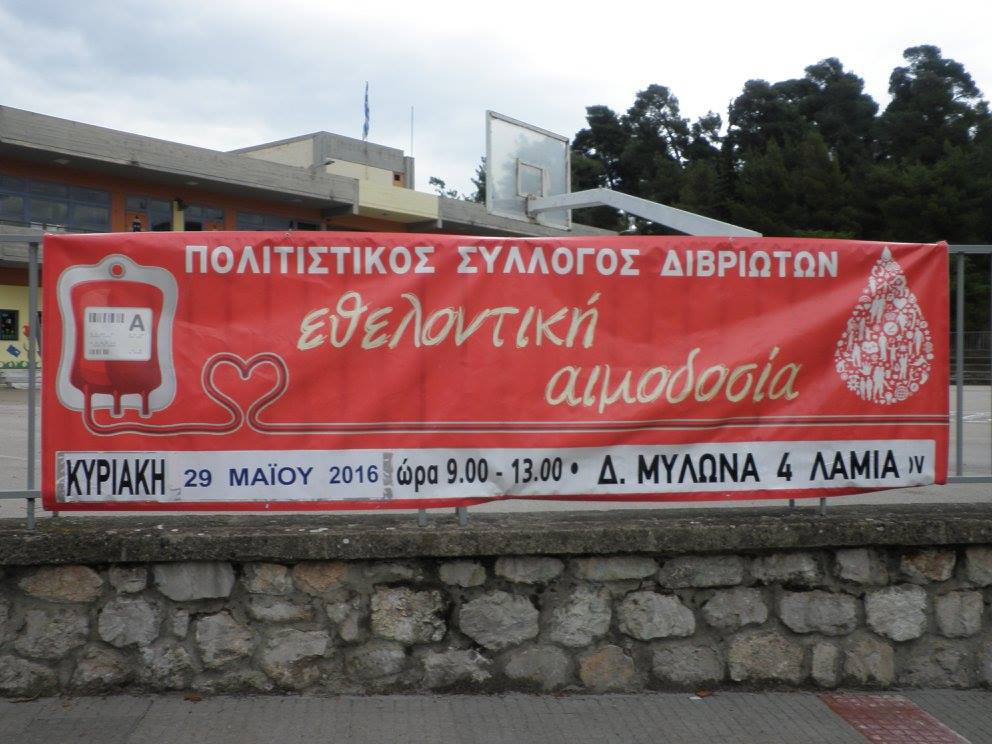 ΠΟΛΙΤΙΣΤΙΚΟΣ ΣΥΛΛΟΓΟΣ ΔΙΒΡΙΩΤΩΝ
A
εθελοντική
αιμοδοσία
ΚΥΡΙΑΚΗ 29 ΜΑΪΟΥ 2016 ώρα 9.00 - 13.00 • Δ. ΜΥΛΩΝΑ 4 ΛΑΜΙΑ